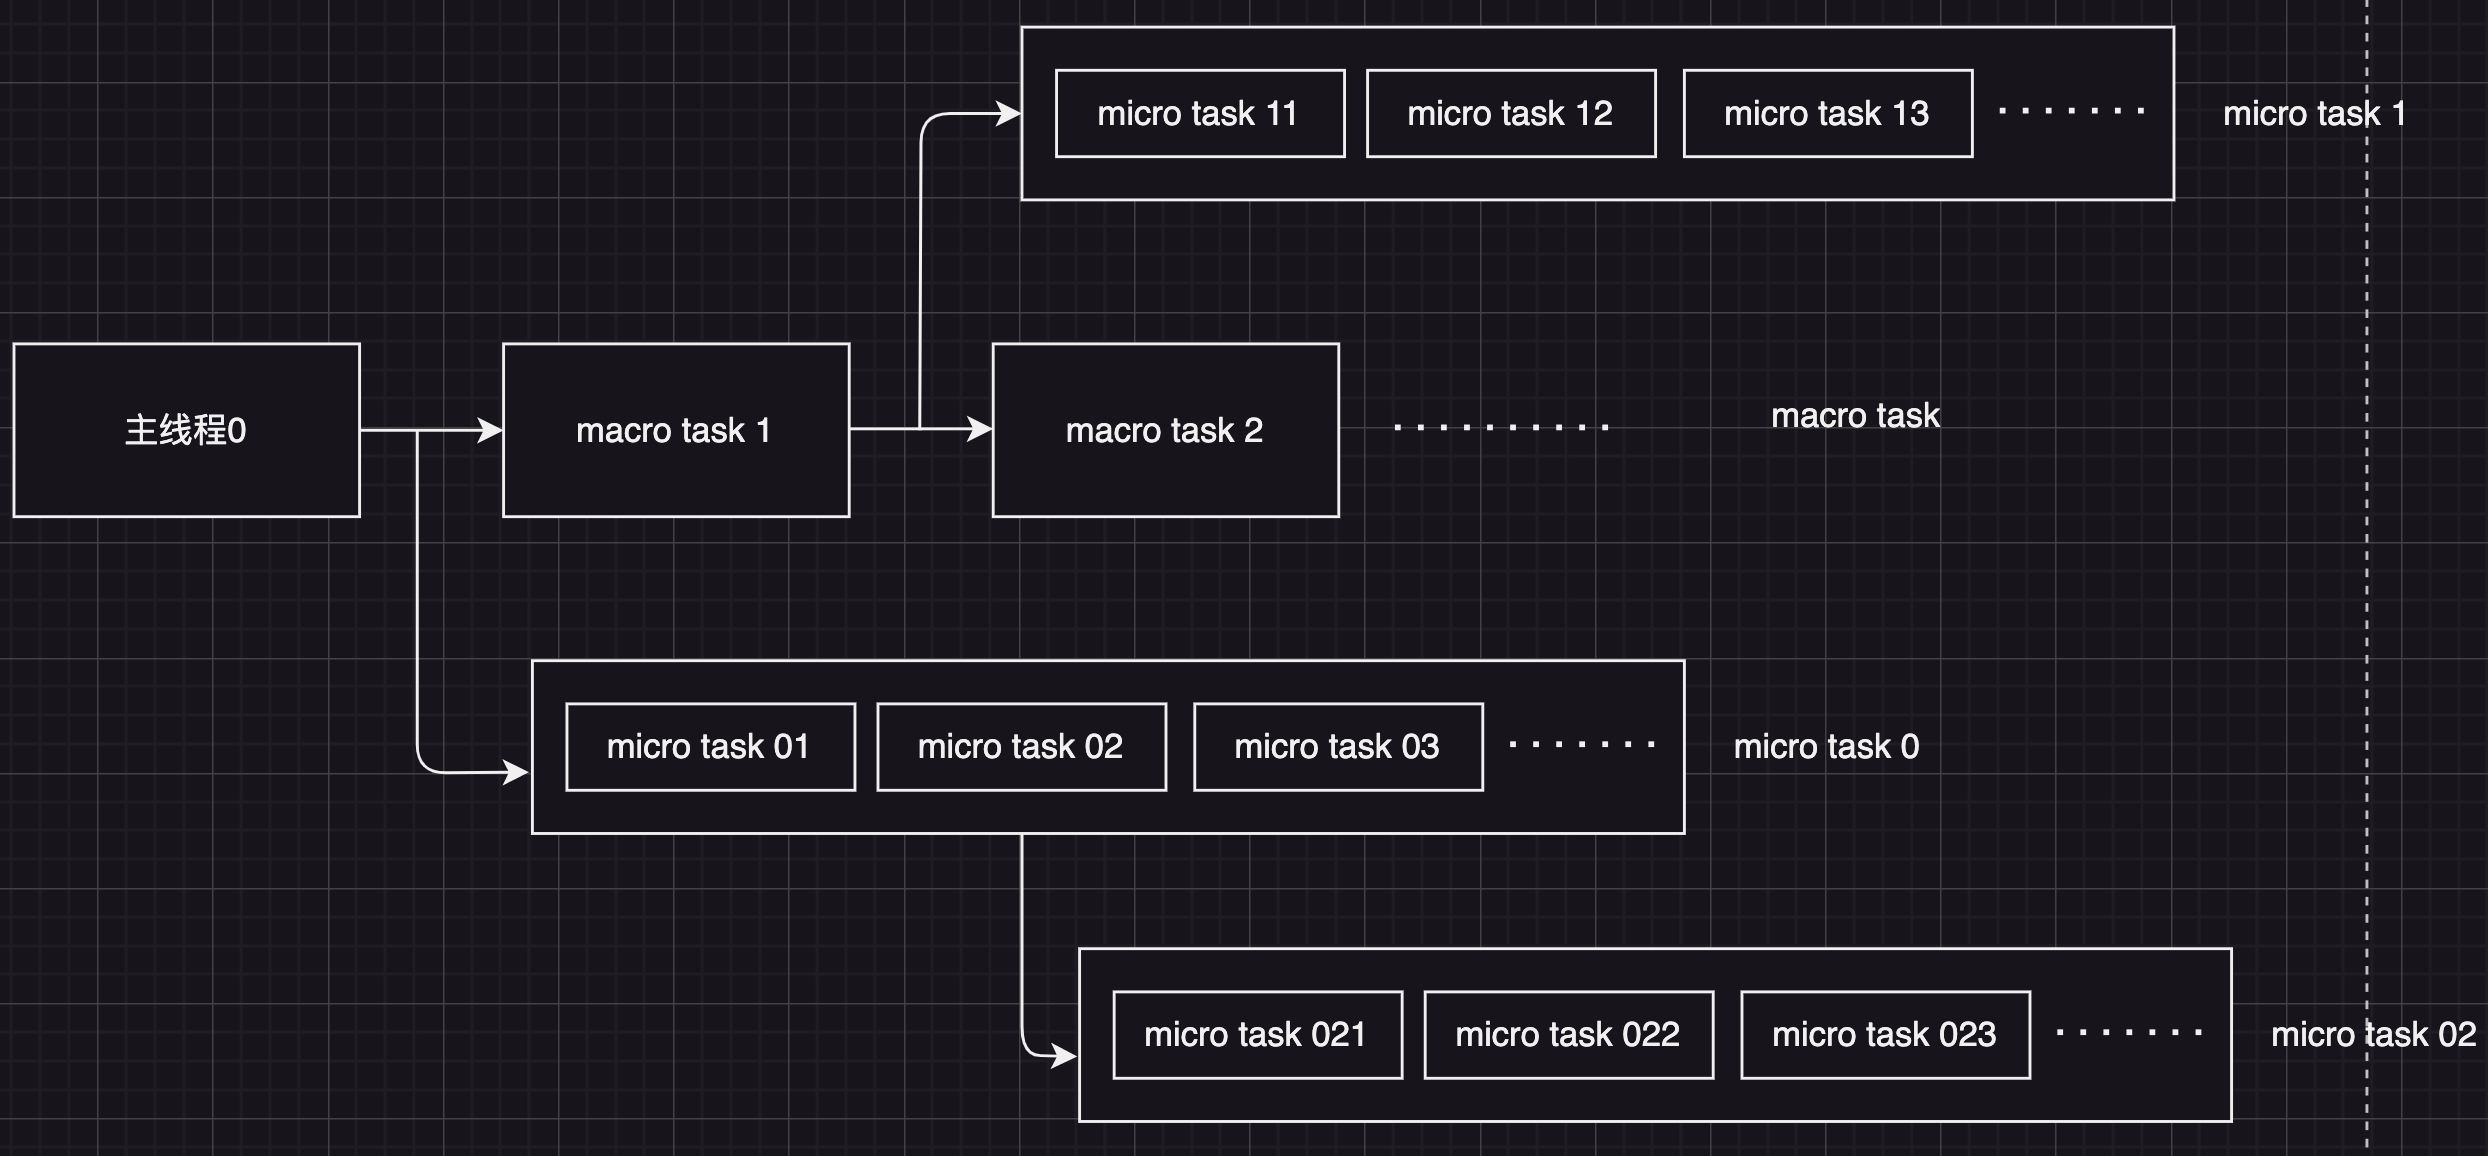 micro task 11
micro task 12
micro task 13
micro task 1
主线程0
macro task 1
macro task 2
macro task
micro task 01
micro task 02
micro task 03
micro task 0
micro task 021
micro task 022
micro task 023
micro task 02